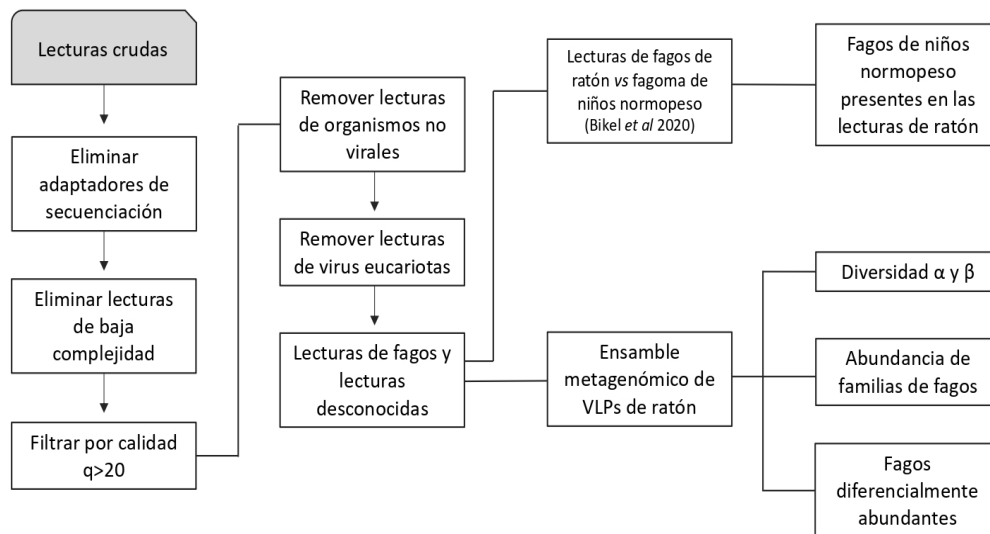 Lecturas crudas
Eliminar
adaptadores de
secuenciación
Eliminar lecturas
de baja
complejidad
Filtrar por calidad
q>20
Remover lecturas
de organismos no
virales
Remover lecturas
de virus eucariotas
Lecturas de fagos y
lecturas
desconocidas
Lecturas de fagos de
ratón vs fagoma de
niños normopeso
(Bikel et al 2020)
Fagos de niños
normopeso
presentes en las
lecturas de ratón
Ensamble
metagenómico de
VLPs de ratón
Diversidad α y β
Abundancia de
familias de fagos
Fagos
diferencialmente
abundantes